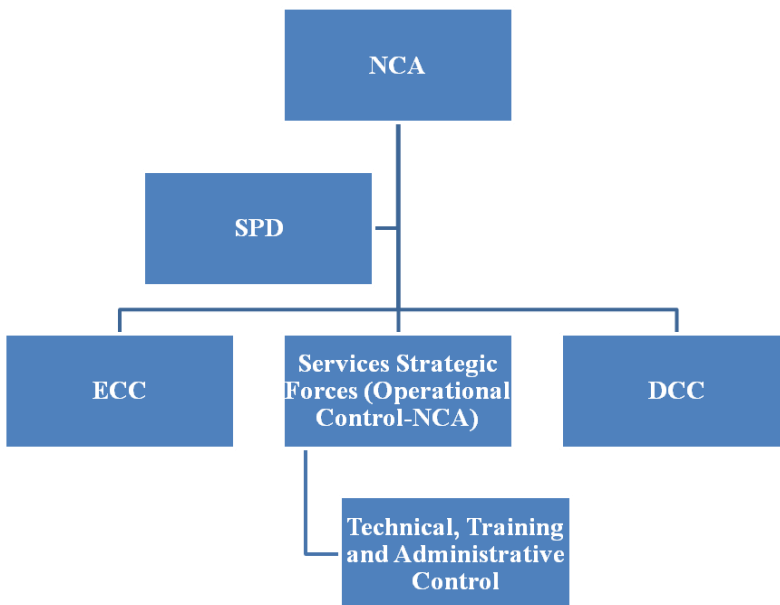 NCA
SPD
ECC
Services Strategic
Forces (Operational
Control-NCA)
DCC
Technical, Training
and Administrative
Control